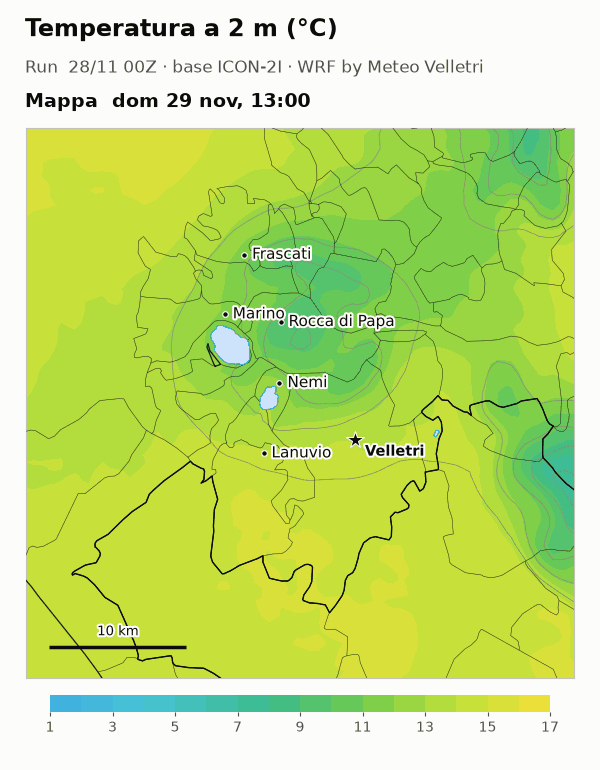 Temperatura a 2 m (°C)
Run  28/11 00Z · base ICON-2I · WRF by Meteo Velletri
Mappa  dom 29 nov, 13:00
Frascati
Marino
Rocca di Papa
Nemi
Velletri
Lanuvio
10 km
1 3 5 7 9 11 13 15 17